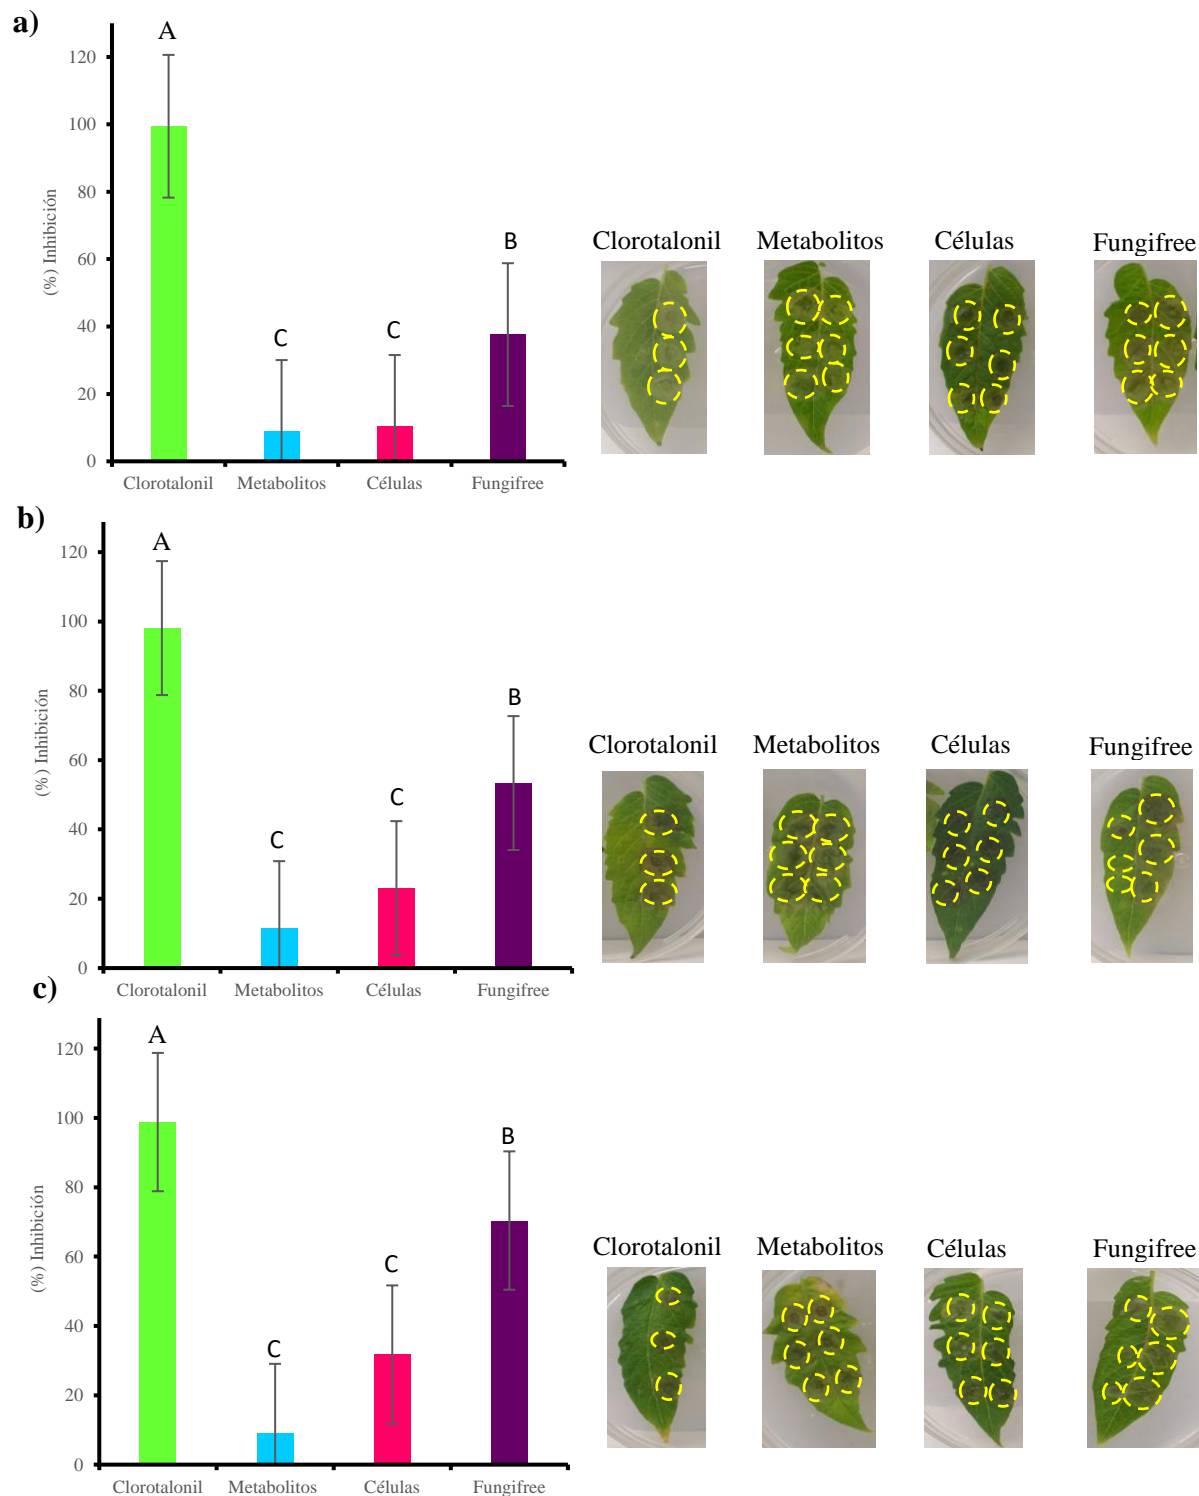 a)
A
120
100
80
60
40
20
0
(%) Inhibición
C
C
B
Clorotalonil Metabolitos Células Fungifree
Clorotalonil Metabolitos Células Fungifree
b)
A
120
100
80
60
40
20
0
(%) Inhibición
C
C
B
Clorotalonil Metabolitos Células Fungifree
Clorotalonil Metabolitos Células Fungifree
c)
A
120
100
80
60
40
20
0
(%) Inhibición
C
C
B
Clorotalonil Metabolitos Células Fungifree
Clorotalonil Metabolitos Células Fungifree